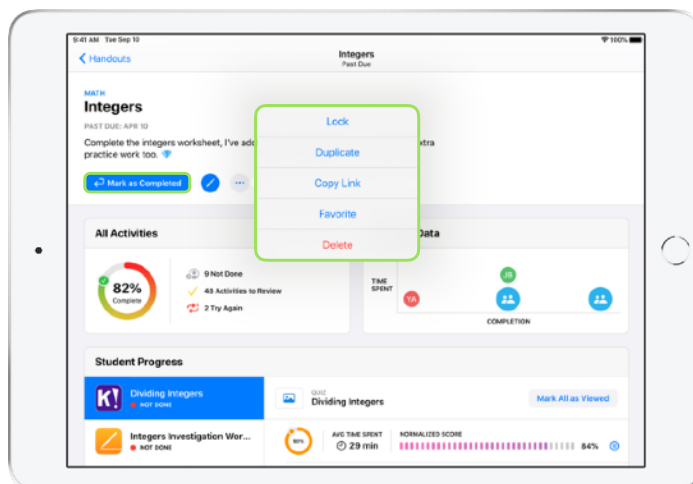 9:41 AM Tue Sep 10
100%
Handouts
Integers
Past Due
MATH
Integers
PAST DUE: APR 10
Complete the integers worksheet, I've add xtra
practice work too.
Mark as Completed
Lock
Duplicate
Copy Link
Favorite
Delete
All Activities
Data
82%
Complete
9 Not Done
45 Activities to Review
2 Try Again
TIME
SPENT
YA
JS
COMPLETION
Student Progress
K!
Dividing Integers
NOT DONE
QUIZ
Dividing Integers
Mark All as Viewed
Integers Investigation Wor...
NOT DONE
AVG TIME SPENT
29 min
NORMALIZED SCORE
84%